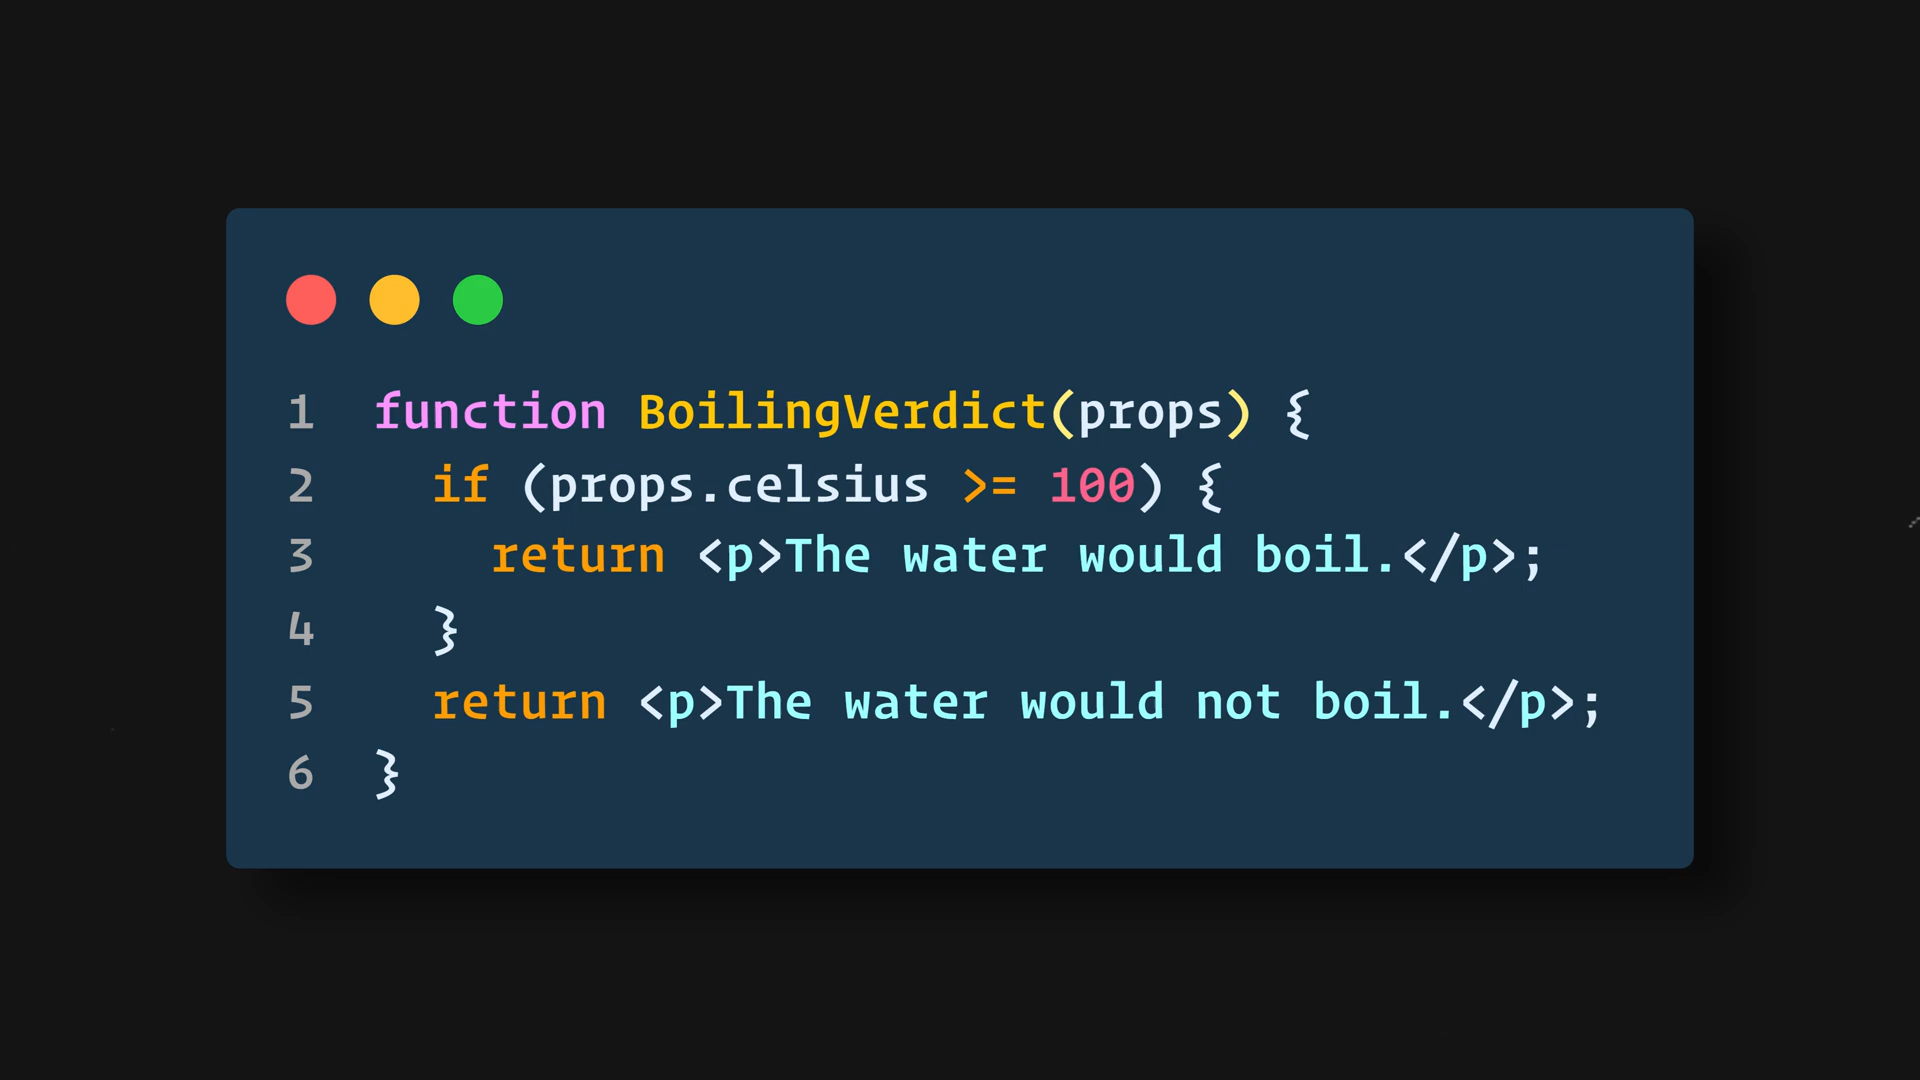 1 function BoilingVerdict(props) {
2   if (props.celsius >= 100) {
3     return <p>The water would boil.</p>;
4   }
5   return <p>The water would not boil.</p>;
6 }